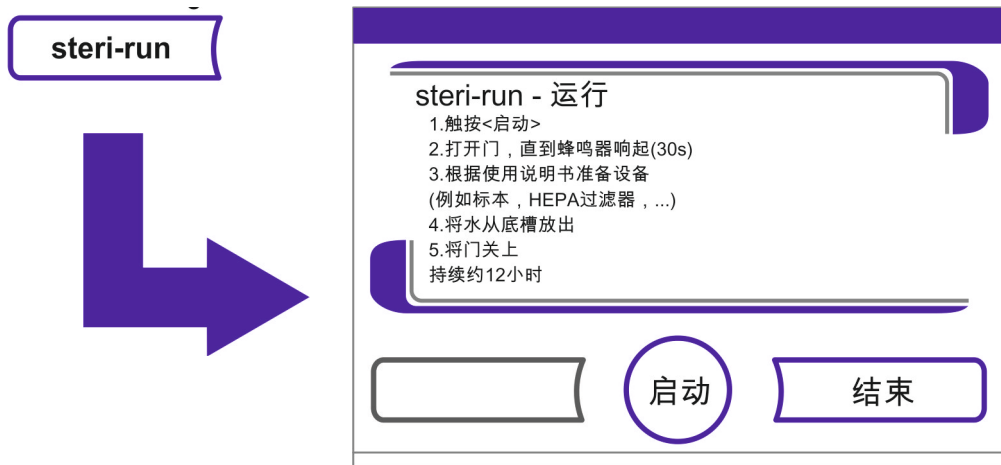 steri-run
steri-run - 运行
1.触按<启动>
2.打开门，直到蜂鸣器响起(30s)
3.根据使用说明书准备设备
(例如标本，HEPA过滤器，...)
4.将水从底槽放出
5.将门关上
持续约12小时
启动
结束